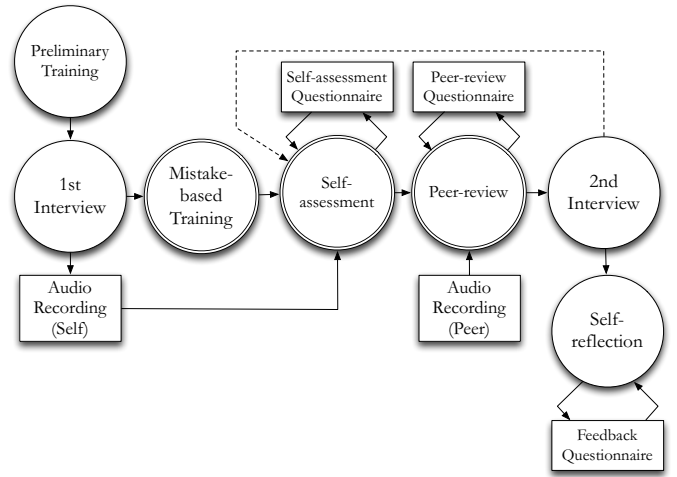 Preliminary
Training
Self-assessment
Questionnaire
Peer-review
Questionnaire
1st
Interview
Mistake-
based
Training
Self-
assessment
Peer-review
2nd
Interview
Audio
Recording
(Self)
Audio
Recording
(Peer)
Self-
reflection
Feedback
Questionnaire